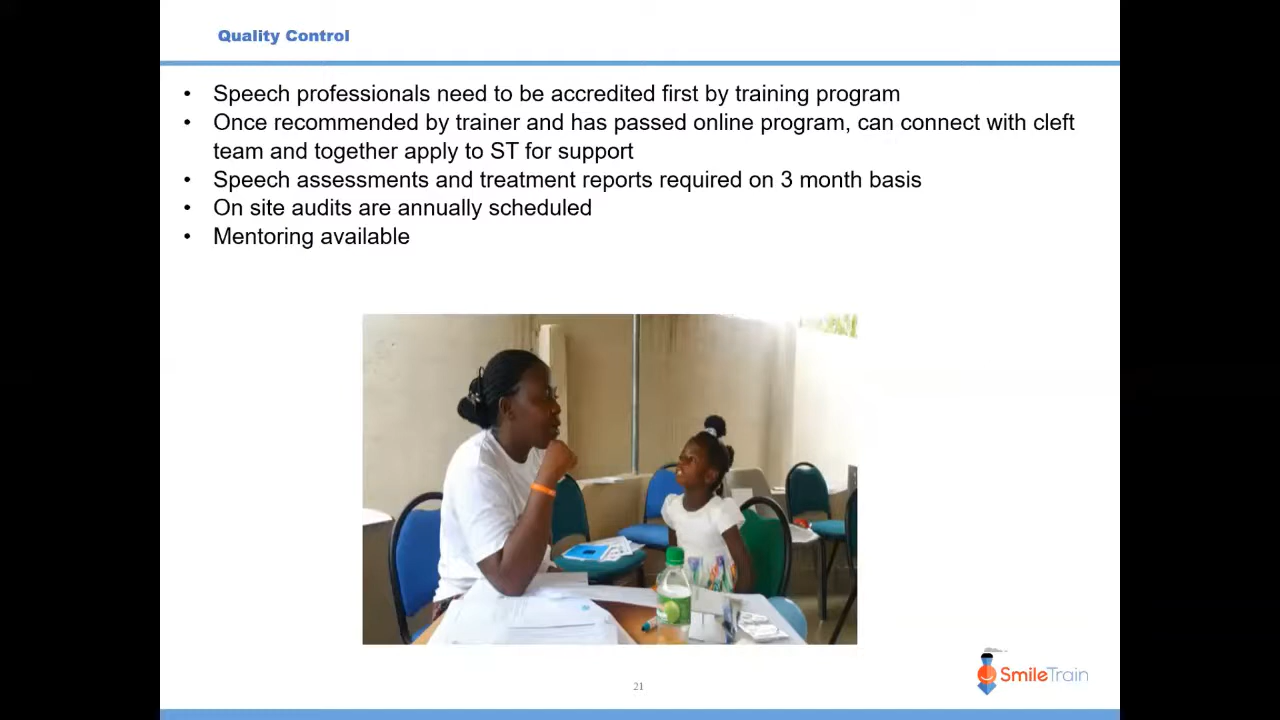 Quality Control
• Speech professionals need to be accredited first by training program
• Once recommended by trainer and has passed online program, can connect with cleft
team and together apply to ST for support
• Speech assessments and treatment reports required on 3 month basis
• On site audits are annually scheduled
• Mentoring available
SmileTrain
21